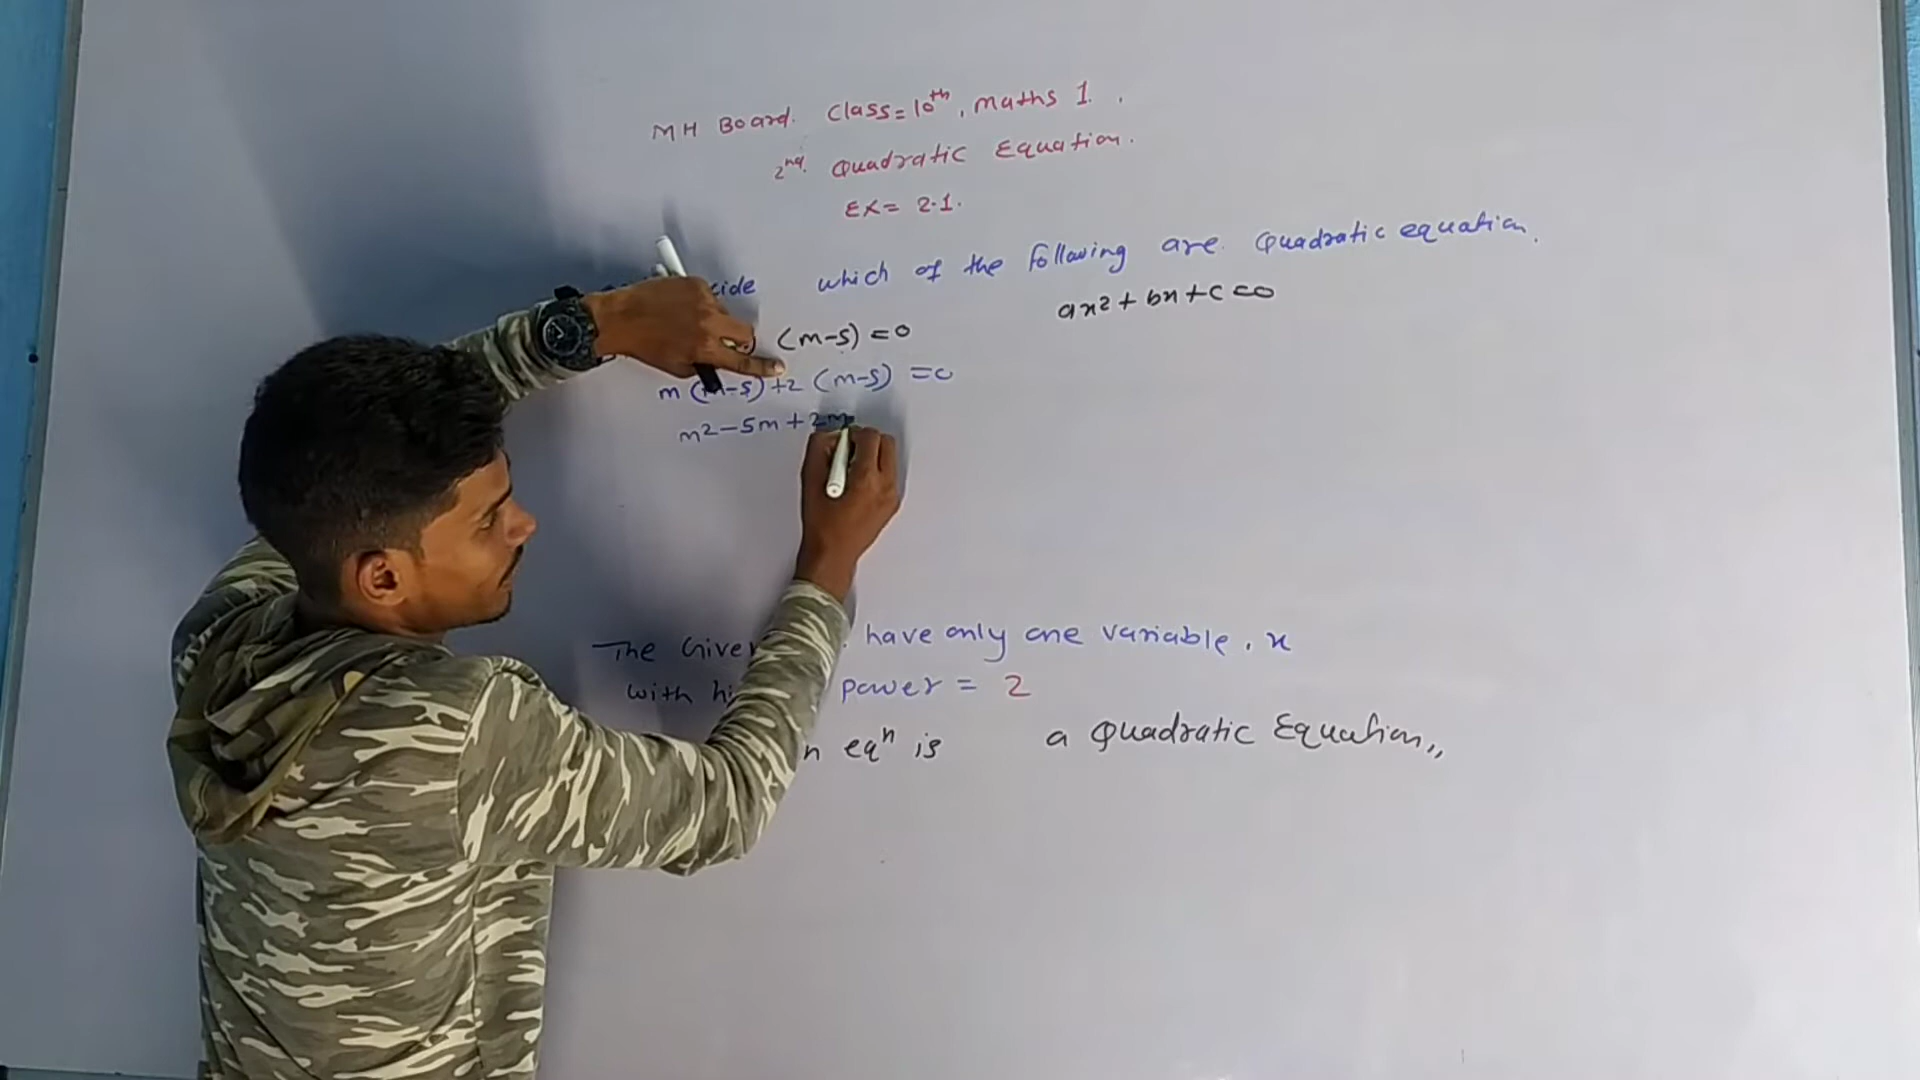 MH Board. Class = 10th, Maths 1.
2nd. Quadratic Equation.
EX = 2.1.
which of the following are Quadratic equation.
ax² + bx + c = 0
(m-5) = 0
m (m-5) +2 (m-5) = 0
m² - 5m + 2m
The Given have only one variable. x
with power = 2
eqⁿ is a Quadratic Equation,,